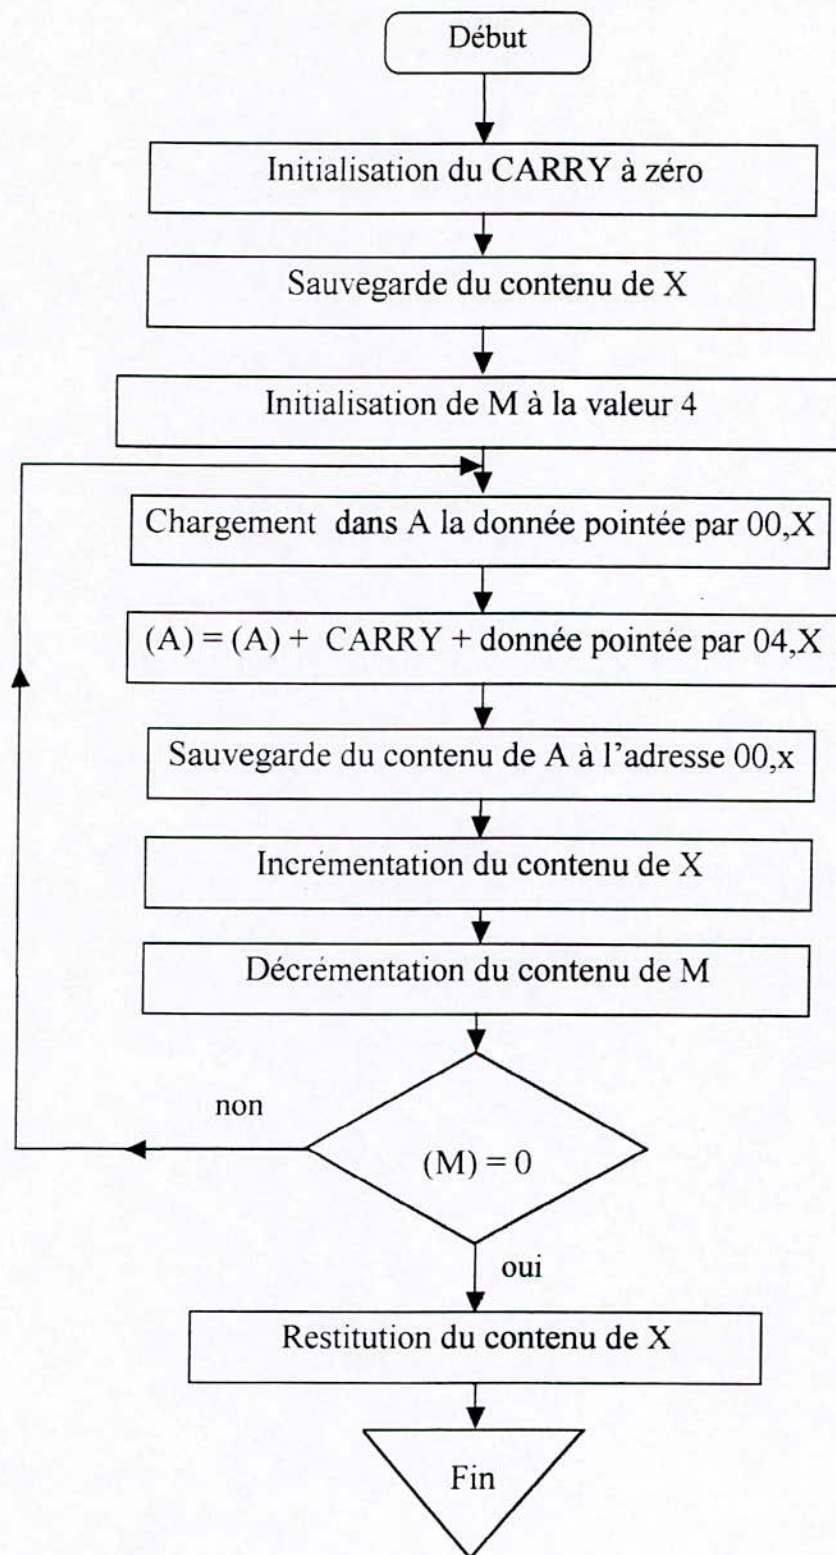 Début
Initialisation du CARRY à zéro
Sauvegarde du contenu de X
Initialisation de M à la valeur 4
Chargement dans A la donnée pointée par 00,X
(A) = (A) + CARRY + donnée pointée par 04,X
Sauvegarde du contenu de A à l'adresse 00,x
Incrémentation du contenu de X
Décrémentation du contenu de M
non
(M) = 0
oui
Restitution du contenu de X
Fin